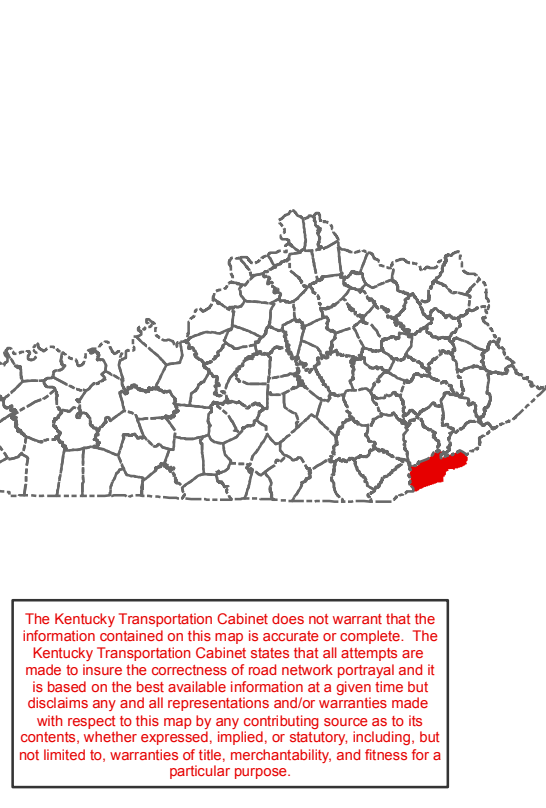 The Kentucky Transportation Cabinet does not warrant that the
information contained on this map is accurate or complete.  The
Kentucky Transportation Cabinet states that all attempts are
made to insure the correctness of road network portrayal and it
is based on the best available information at a given time but
disclaims any and all representations and/or warranties made
with respect to this map by any contributing source as to its
contents, whether expressed, implied, or statutory, including, but
not limited to, warranties of title, merchantability, and fitness for a
particular purpose.